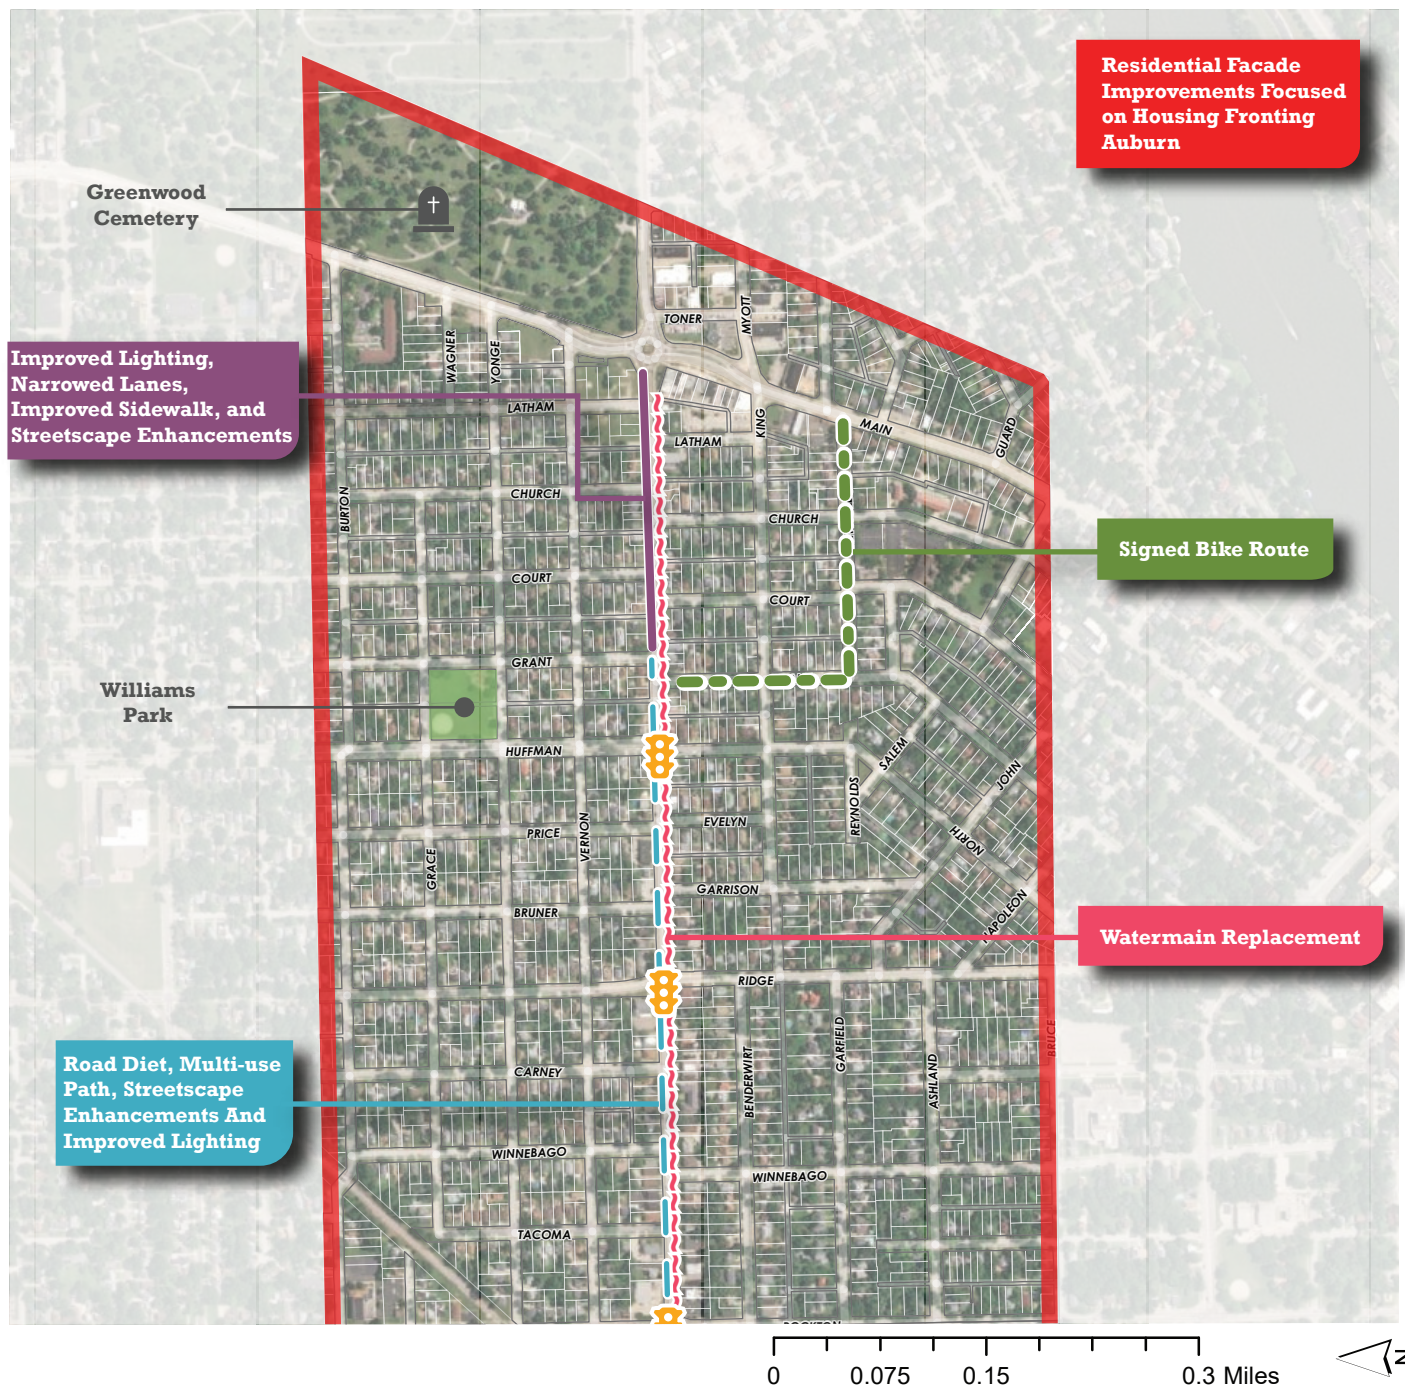 Residential Facade
Improvements Focused
on Housing Fronting
Auburn
Greenwood
Cemetery
TONER
MYOTT
WAGNER
YONGE
Improved Lighting,
Narrowed Lanes,
Improved Sidewalk, and
Streetscape Enhancements
LATHAM
LATHAM
KING
MAIN
GUARD
BURTON
CHURCH
CHURCH
Signed Bike Route
COURT
COURT
GRANT
Williams
Park
HUFFMAN
SALEM
JOHN
REYNOLDS
EVELYN
PRICE
VERNON
NORTH
GRACE
GARRISON
BRUNER
NAPOLEON
Watermain Replacement
RIDGE
BRUCE
GARFIELD
BENDERWIRT
ASHLAND
Road Diet, Multi-use
Path, Streetscape
Enhancements And
Improved Lighting
CARNEY
WINNEBAGO
WINNEBAGO
TACOMA
0 0.075 0.15 0.3 Miles